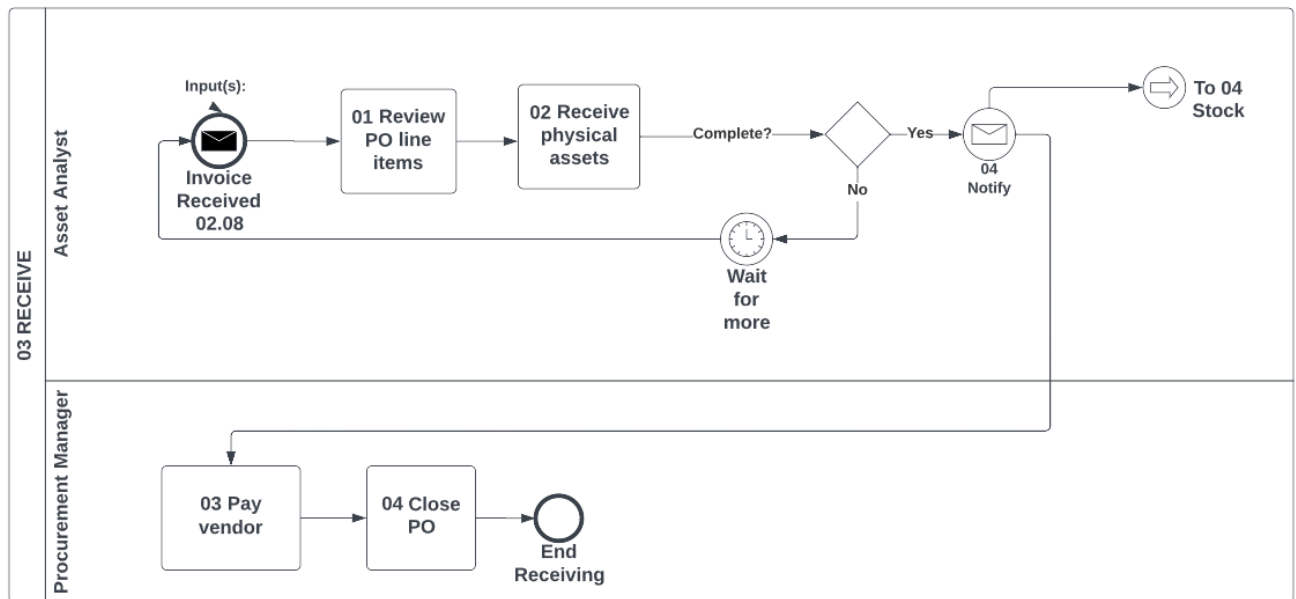 03 RECEIVE
Asset Analyst
Input(s):
Invoice
Received
02.08
01 Review
PO line
items
02 Receive
physical
assets
Complete?
Yes
No
04
Notify
To 04
Stock
Wait
for
more
Procurement Manager
03 Pay
vendor
04 Close
PO
End
Receiving